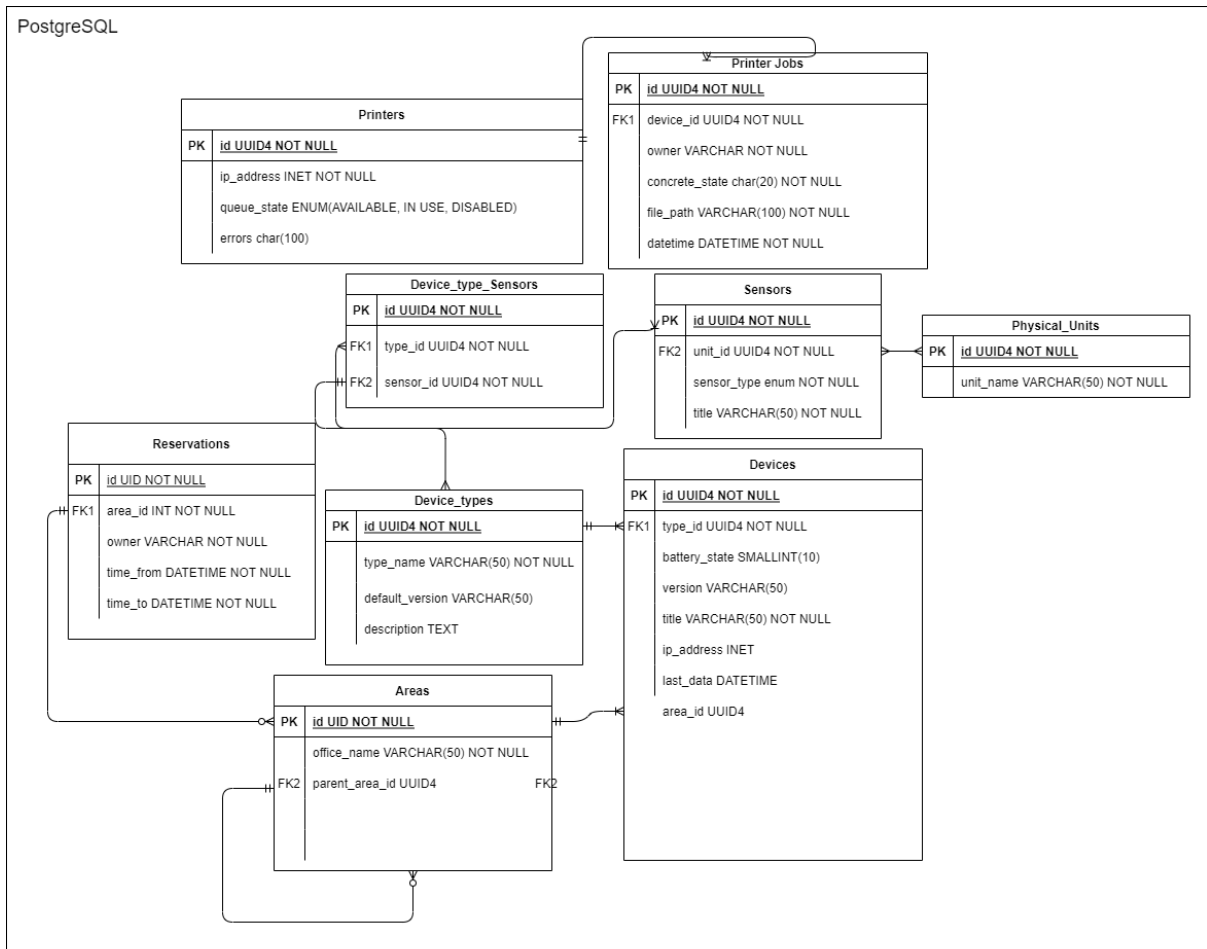 PostgreSQL
Printer Jobs
PK id UUID4 NOT NULL
FK1 device_id UUID4 NOT NULL
owner VARCHAR NOT NULL
concrete_state char(20) NOT NULL
file_path VARCHAR(100) NOT NULL
datetime DATETIME NOT NULL
Printers
PK id UUID4 NOT NULL
ip_address INET NOT NULL
queue_state ENUM(AVAILABLE, IN USE, DISABLED)
errors char(100)
Device_type_Sensors
PK id UUID4 NOT NULL
FK1 type_id UUID4 NOT NULL
FK2 sensor_id UUID4 NOT NULL
Sensors
PK id UUID4 NOT NULL
FK2 unit_id UUID4 NOT NULL
sensor_type enum NOT NULL
title VARCHAR(50) NOT NULL
Physical_Units
PK id UUID4 NOT NULL
unit_name VARCHAR(50) NOT NULL
Reservations
PK id UID NOT NULL
FK1 area_id INT NOT NULL
owner VARCHAR NOT NULL
time_from DATETIME NOT NULL
time_to DATETIME NOT NULL
Device_types
PK id UUID4 NOT NULL
type_name VARCHAR(50) NOT NULL
default_version VARCHAR(50)
description TEXT
Devices
PK id UUID4 NOT NULL
FK1 type_id UUID4 NOT NULL
battery_state SMALLINT(10)
version VARCHAR(50)
title VARCHAR(50) NOT NULL
ip_address INET
last_data DATETIME
area_id UUID4
Areas
PK id UID NOT NULL
office_name VARCHAR(50) NOT NULL
FK2 parent_area_id UUID4 FK2